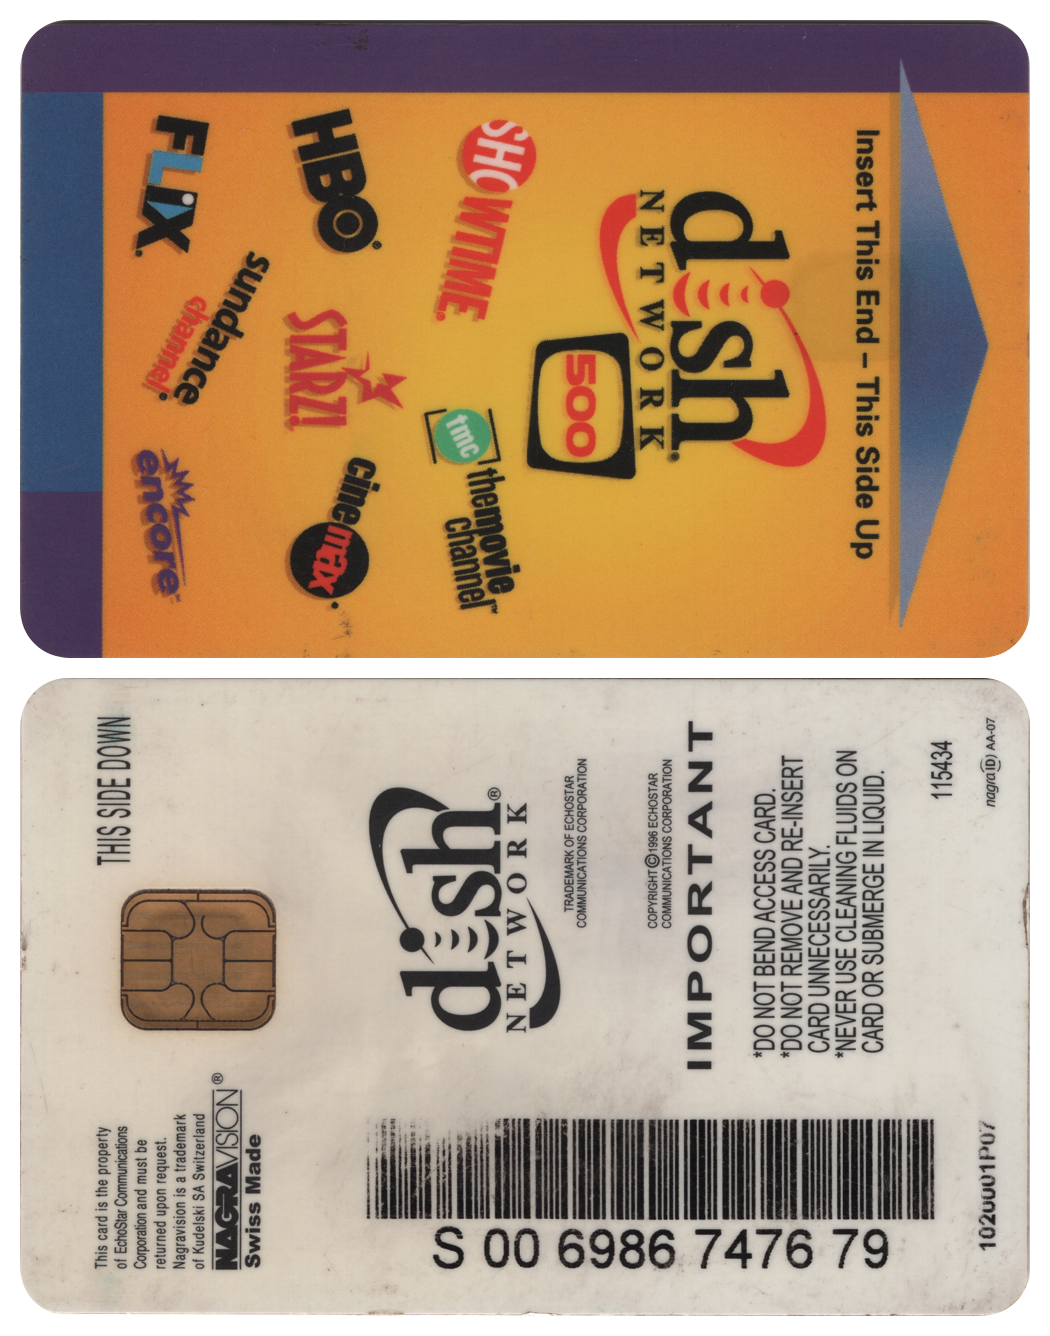 Insert This End – This Side Up
dish
NETWORK®
500
SHOWTIME®
tmc
themovie
Channel™
HBO®
STARZ!
cinemax®
FLiX®
sundance
channel®
encore™
THIS SIDE DOWN
This card is the property
of EchoStar Communications
Corporation and must be
returned upon request.
Nagravision is a trademark
of Kudelski SA Switzerland
NAGRAVISION®
Swiss Made
dish®
NETWORK
TRADEMARK OF ECHOSTAR
COMMUNICATIONS CORPORATION
COPYRIGHT ©1996 ECHOSTAR
COMMUNICATIONS CORPORATION
IMPORTANT
*DO NOT BEND ACCESS CARD.
*DO NOT REMOVE AND RE-INSERT
CARD UNNECESSARILY.
*NEVER USE CLEANING FLUIDS ON
CARD OR SUBMERGE IN LIQUID.
S 00 6986 7476 79
115434
nagraID AA-07
1020001P07